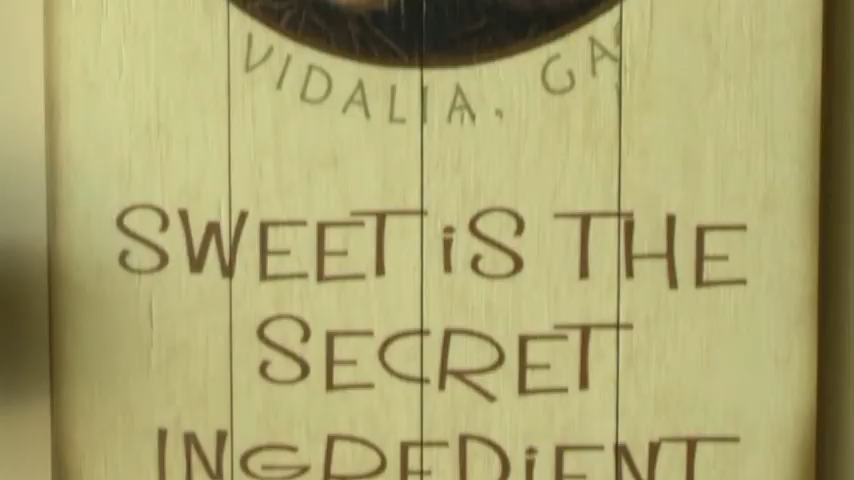 VIDALIA, GA
SWEET iS THE
SECRET
INGREDiENT